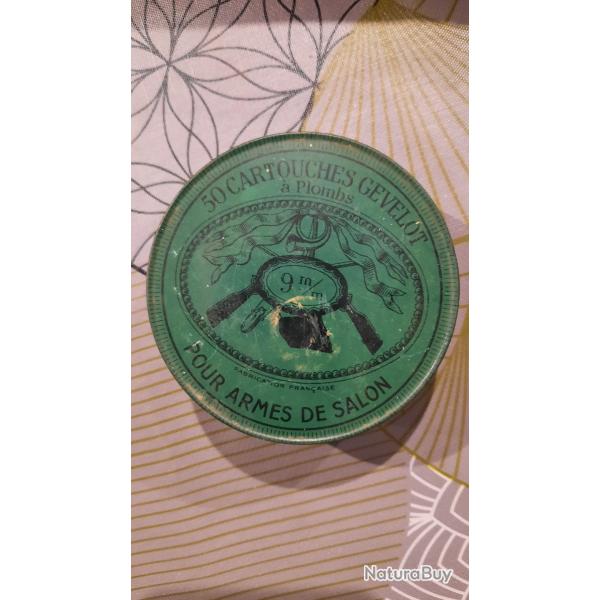 50 CARTOUCHES GEVELOT
à Plombs
9 m/m
FABRICATION FRANÇAISE
POUR ARMES DE SALON
NaturaBuy